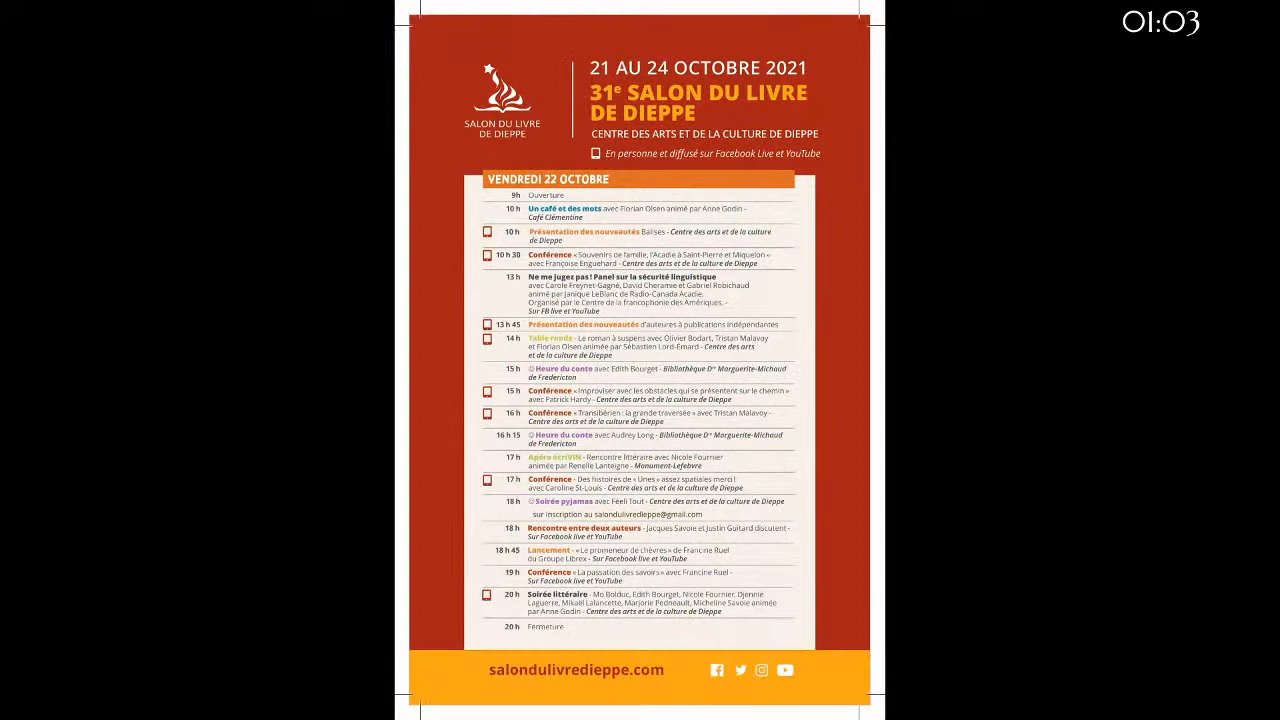 01:03
21 AU 24 OCTOBRE 2021
31e SALON DU LIVRE
DE DIEPPE
SALON DU LIVRE
DE DIEPPE
CENTRE DES ARTS ET DE LA CULTURE DE DIEPPE
En personne et diffusé sur Facebook Live et YouTube
VENDREDI 22 OCTOBRE
9h Ouverture
10 h Un café et des mots avec Florian Olsen animé par Anne Godin -
Café Clémentine
10 h Présentation des nouveautés Balises - Centre des arts et de la culture
de Dieppe
10 h 30 Conférence « Souvenirs de famille, l'Acadie à Saint-Pierre et Miquelon »
avec Françoise Enguehard - Centre des arts et de la culture de Dieppe
13 h Ne me jugez pas ! Panel sur la sécurité linguistique
avec Carole Freynet-Gagné, David Cheramie et Gabriel Robichaud
animé par Janique LeBlanc de Radio-Canada Acadie.
Organisé par le Centre de la francophonie des Amériques. -
Sur FB live et YouTube
13 h 45 Présentation des nouveautés d'auteures à publications indépendantes
14 h Table ronde - Le roman à suspens avec Olivier Bodart, Tristan Malavoy
et Florian Olsen animée par Sébastien Lord-Émard - Centre des arts
et de la culture de Dieppe
15 h Heure du conte avec Edith Bourget - Bibliothèque Dre Marguerite-Michaud
de Fredericton
15 h Conférence « Improviser avec les obstacles qui se présentent sur le chemin »
avec Patrick Hardy - Centre des arts et de la culture de Dieppe
16 h Conférence « Transibérien : la grande traversée » avec Tristan Malavoy -
Centre des arts et de la culture de Dieppe
16 h 15 Heure du conte avec Audrey Long - Bibliothèque Dre Marguerite-Michaud
de Fredericton
17 h Apéro écriVIN - Rencontre littéraire avec Nicole Fournier
animée par Renelle Lanteigne - Monument-Lefebvre
17 h Conférence - Des histoires de « Unes » assez spatiales merci !
avec Caroline St-Louis - Centre des arts et de la culture de Dieppe
18 h Soirée pyjamas avec Féeli Tout - Centre des arts et de la culture de Dieppe
sur inscription au salondulivredieppe@gmail.com
18 h Rencontre entre deux auteurs - Jacques Savoie et Justin Guitard discutent -
Sur Facebook live et YouTube
18 h 45 Lancement - « Le promeneur de chèvres » de Francine Ruel
du Groupe Librex - Sur Facebook live et YouTube
19 h Conférence « La passation des savoirs » avec Francine Ruel -
Sur Facebook live et YouTube
20 h Soirée littéraire - Mo Bolduc, Edith Bourget, Nicole Fournier, Djennie
Laguerre, Mikaël Lalancette, Marjorie Pedneault, Micheline Savoie animée
par Anne Godin - Centre des arts et de la culture de Dieppe
20 h Fermeture
salondulivredieppe.com